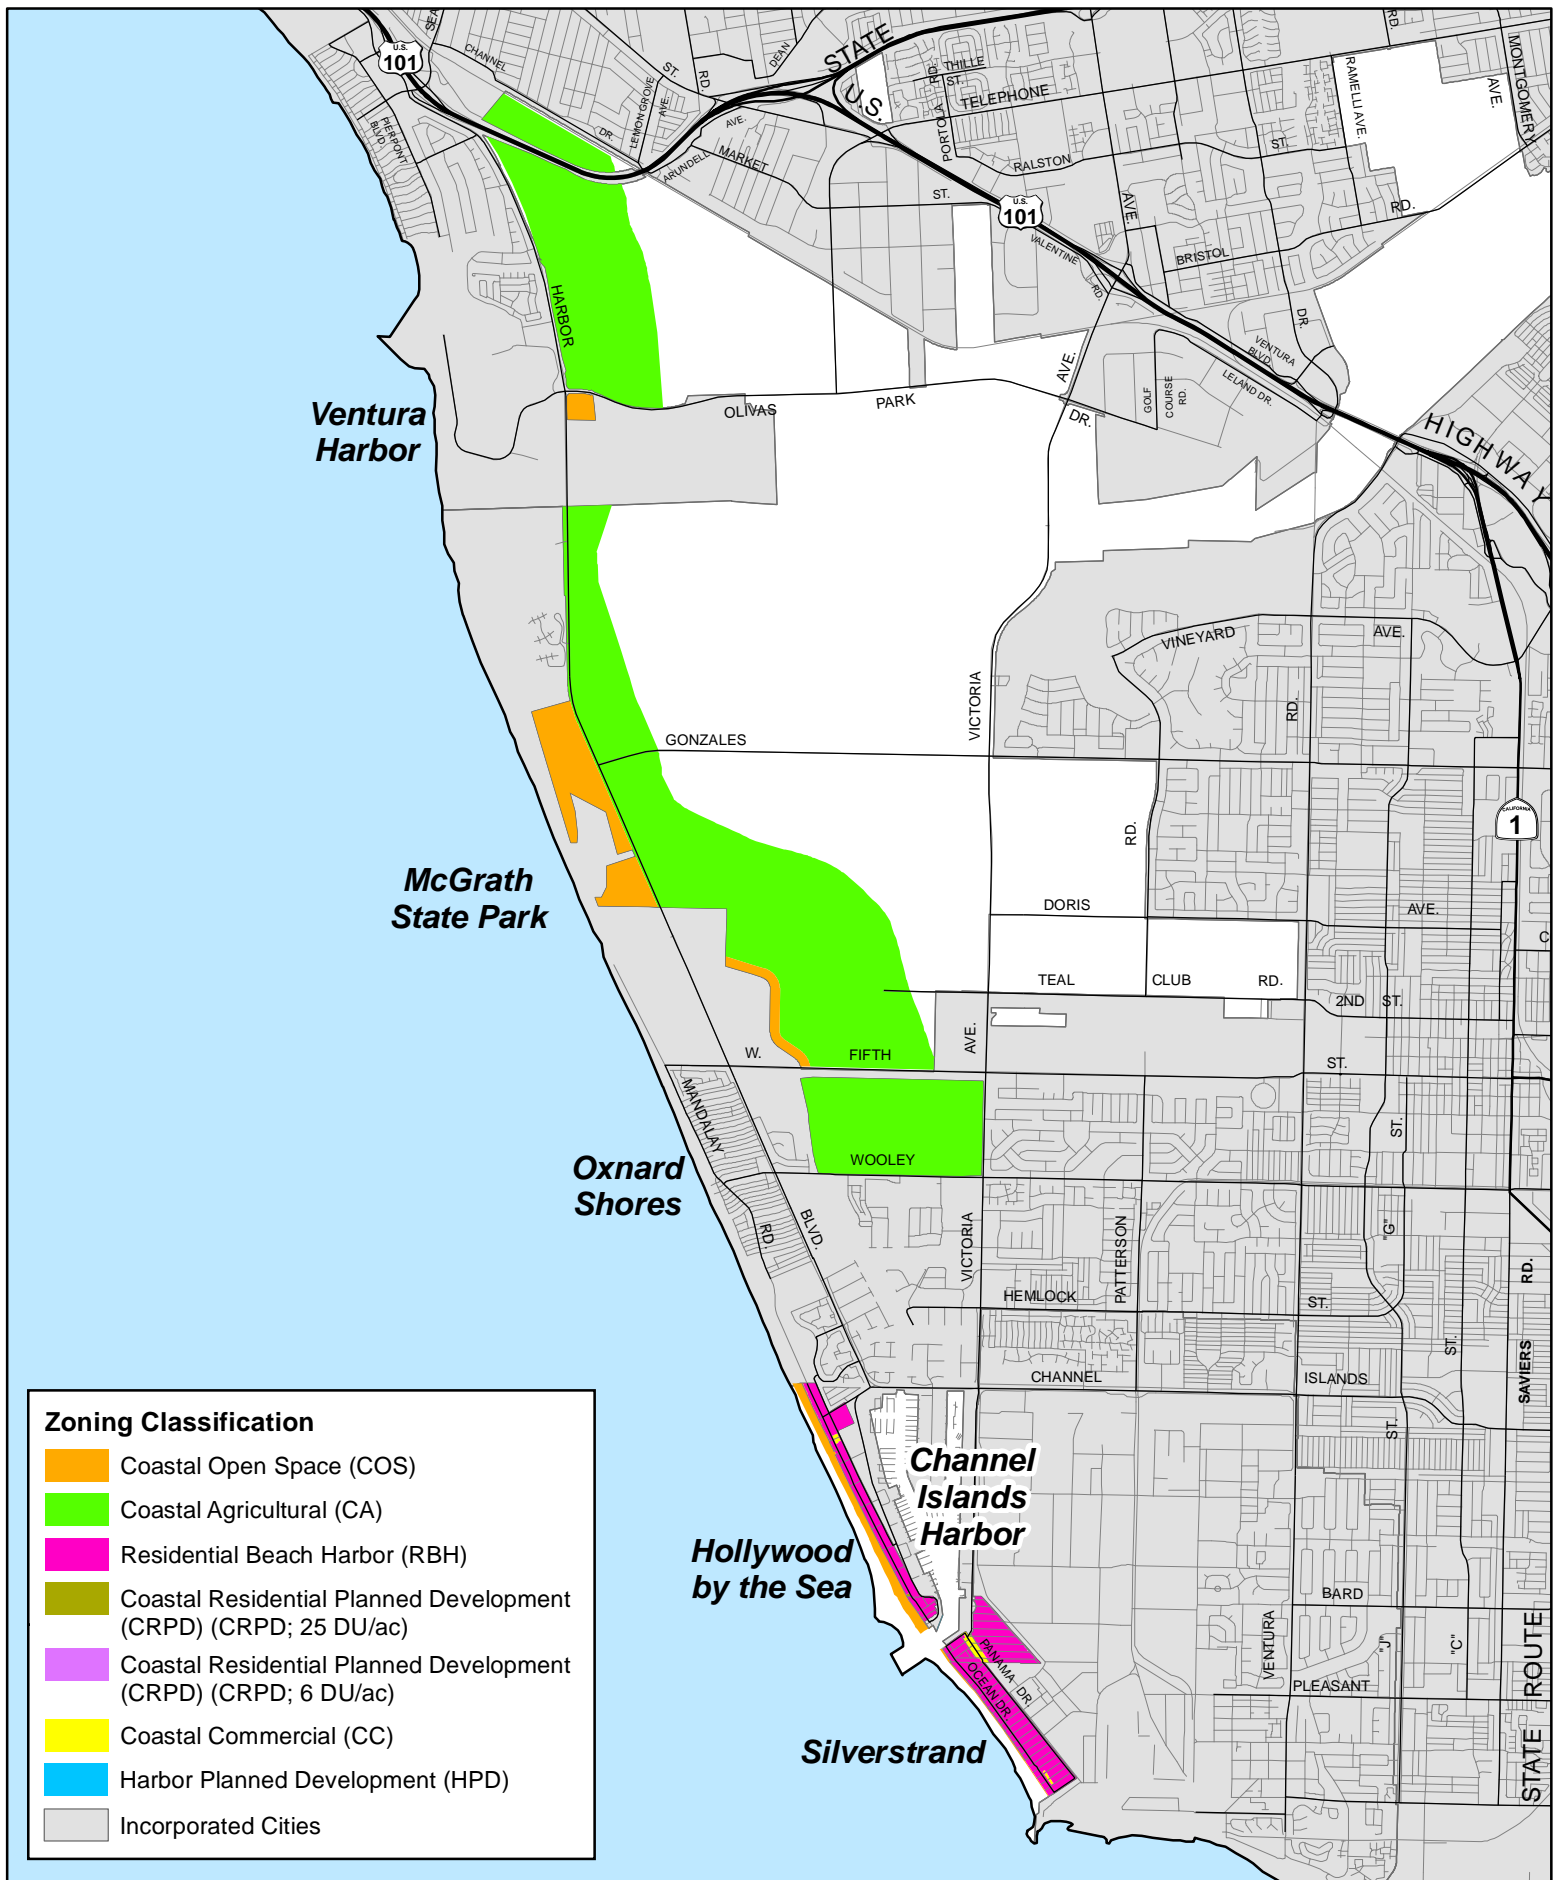 SEA
CHANNEL
DR.
ST.
RD.
DEAN
STATE
U.S.
U.S.
101
PIERPONT
BLVD.
LEMON GROVE
AVE.
ARUNDELL
AVE.
MARKET
ST.
PORTOLA
RD.
THILLE
ST.
TELEPHONE
RD.
RAMELLI AVE.
AVE.
MONTGOMERY
RALSTON
ST.
U.S.
101
AVE.
VALENTINE
RD.
BRISTOL
RD.
DR.
HARBOR
VENTURA
BLVD.
LELAND DR.
GOLF
COURSE
RD.
AVE.
OLIVAS
PARK
DR.
HIGHWAY
Ventura
Harbor
VINEYARD
AVE.
VICTORIA
RD.
GONZALES
CALIFORNIA
1
RD.
McGrath
State Park
DORIS
AVE.
C
TEAL
CLUB
RD.
2ND
ST.
W.
FIFTH
AVE.
ST.
MANDALAY
WOOLEY
ST.
Oxnard
Shores
RD.
BLVD.
VICTORIA
PATTERSON
"G"
RD.
HEMLOCK
ST.
ST.
SAVIERS
CHANNEL
ISLANDS
ST.
Channel
Islands
Harbor
Hollywood
by the Sea
BARD
VENTURA
"J"
"C"
PANAMA
DR.
OCEAN DR.
PLEASANT
STATE ROUTE
Silverstrand
Zoning Classification
Coastal Open Space (COS)
Coastal Agricultural (CA)
Residential Beach Harbor (RBH)
Coastal Residential Planned Development
(CRPD) (CRPD; 25 DU/ac)
Coastal Residential Planned Development
(CRPD) (CRPD; 6 DU/ac)
Coastal Commercial (CC)
Harbor Planned Development (HPD)
Incorporated Cities